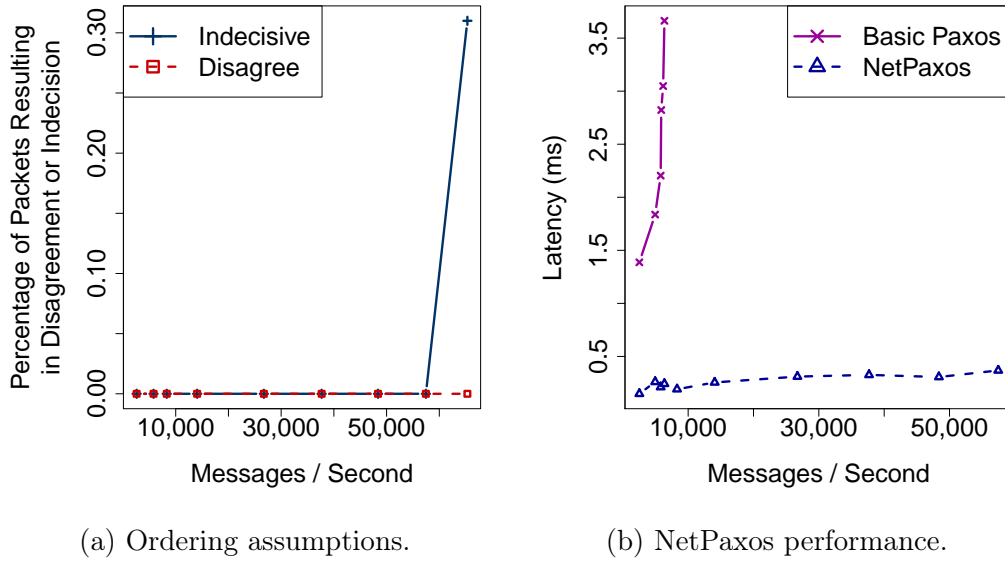 Percentage of Packets Resulting
in Disagreement or Indecision
0.30
0.20
0.10
0.00
Indecisive
Disagree
10,000
30,000
50,000
Messages / Second
(a) Ordering assumptions.
Latency (ms)
3.5
2.5
1.5
0.5
Basic Paxos
NetPaxos
10,000
30,000
50,000
Messages / Second
(b) NetPaxos performance.